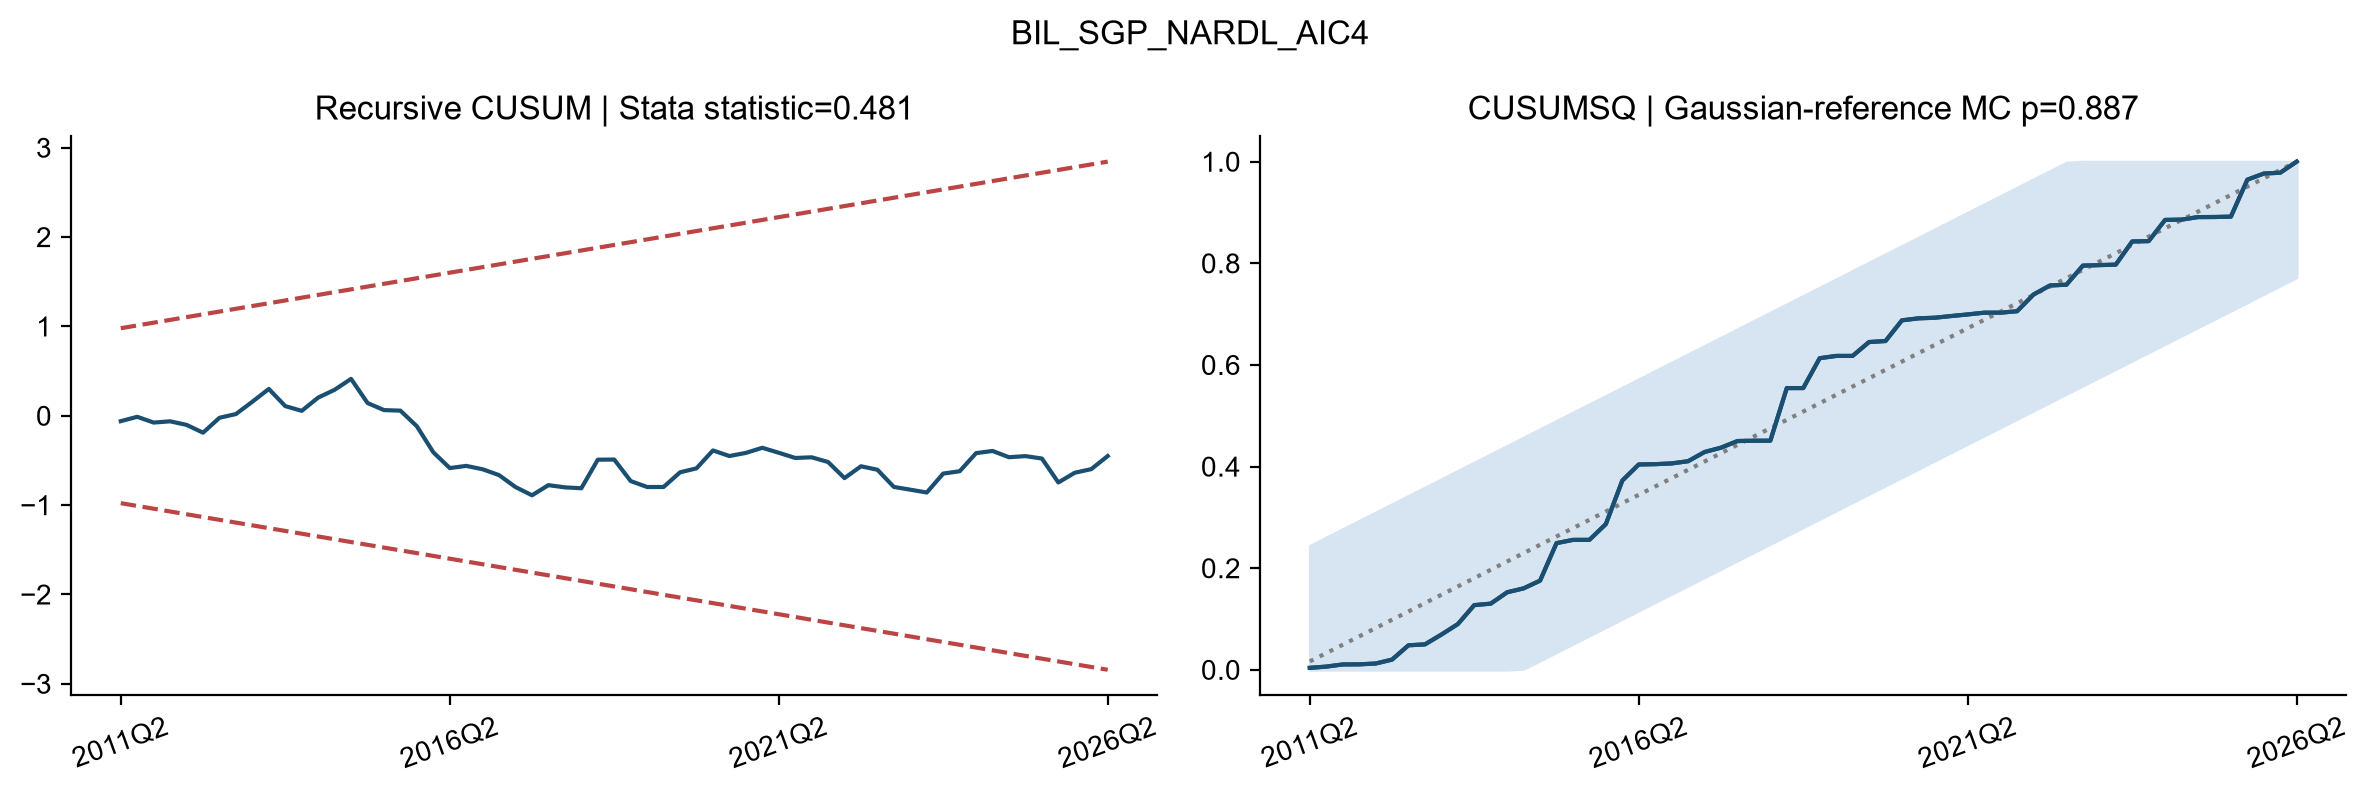 BIL_SGP_NARDL_AIC4
Recursive CUSUM | Stata statistic=0.481
3
2
1
0
−1
−2
−3
2011Q2
2016Q2
2021Q2
2026Q2
CUSUMSQ | Gaussian-reference MC p=0.887
1.0
0.8
0.6
0.4
0.2
0.0
2011Q2
2016Q2
2021Q2
2026Q2